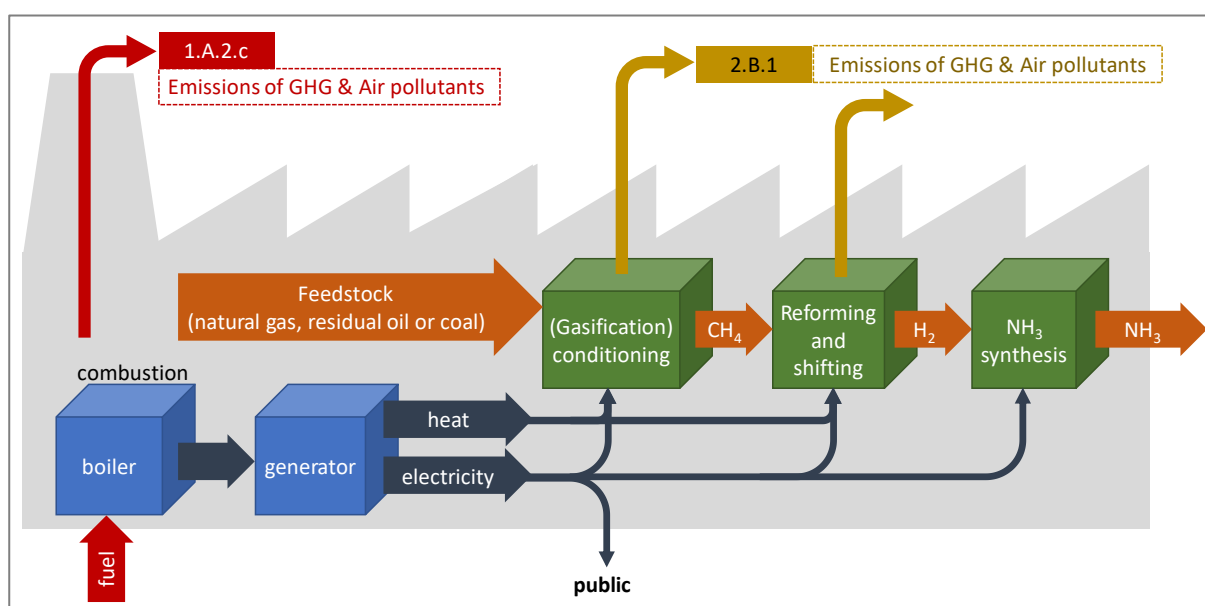 1.A.2.c
Emissions of GHG & Air pollutants
2.B.1
Emissions of GHG & Air pollutants
Feedstock
(natural gas, residual oil or coal)
(Gasification)
conditioning
CH₄
Reforming
and
shifting
H₂
NH₃
synthesis
NH₃
combustion
boiler
generator
heat
electricity
fuel
public